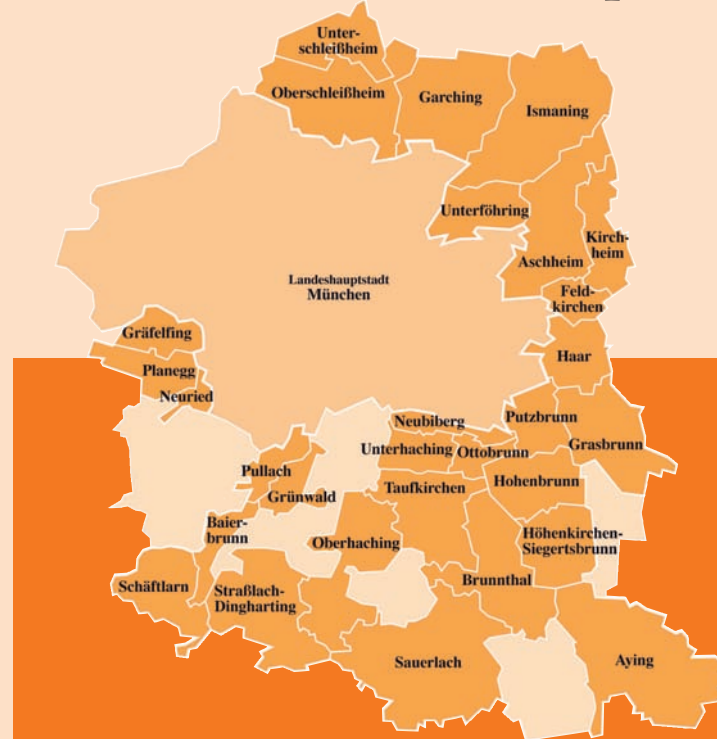 Unter-
schleißheim
Oberschleißheim
Garching
Ismaning
Unterföhring
Kirch-
heim
Aschheim
Landeshauptstadt
München
Feld-
kirchen
Gräfelfing
Haar
Planegg
Neuried
Neubiberg
Putzbrunn
Unterhaching
Ottobrunn
Grasbrunn
Pullach
Taufkirchen
Hohenbrunn
Grünwald
Baier-
brunn
Oberhaching
Höhenkirchen-
Siegertsbrunn
Schäftlarn
Straßlach-
Dingharting
Brunnthal
Sauerlach
Aying